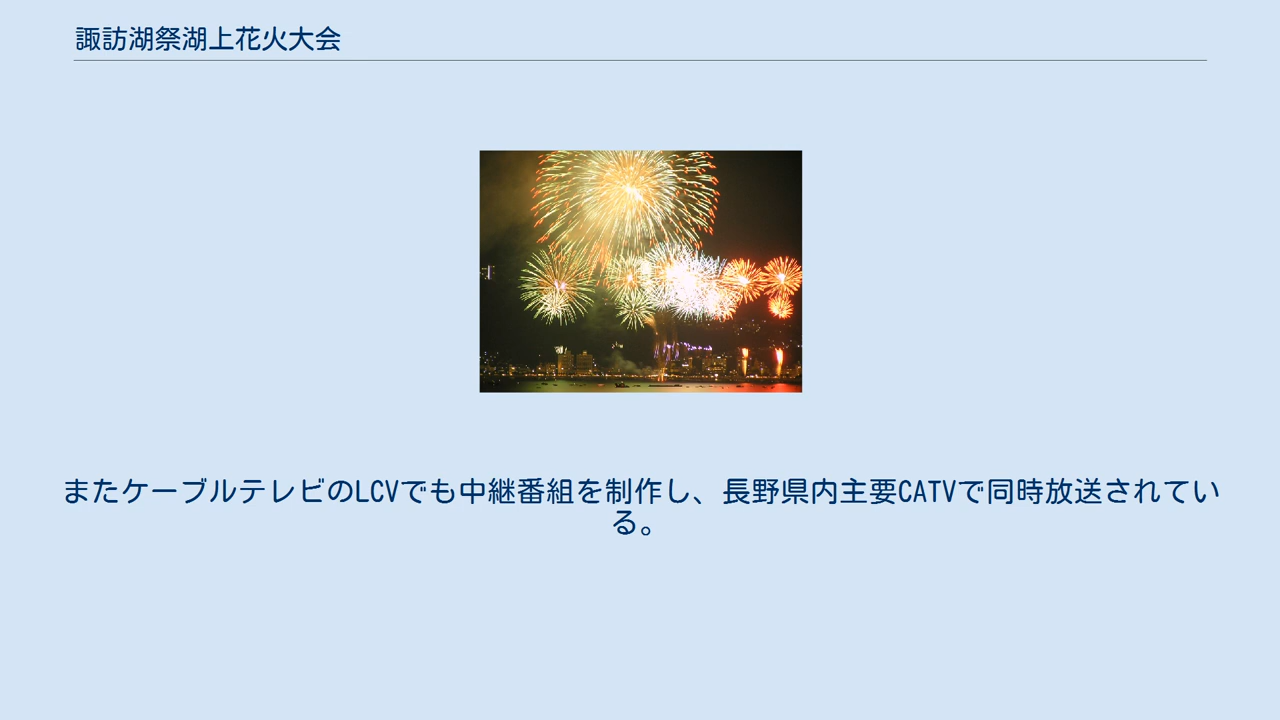 諏訪湖祭湖上花火大会
またケーブルテレビのLCVでも中継番組を制作し、長野県内主要CATVで同時放送されてい
る。